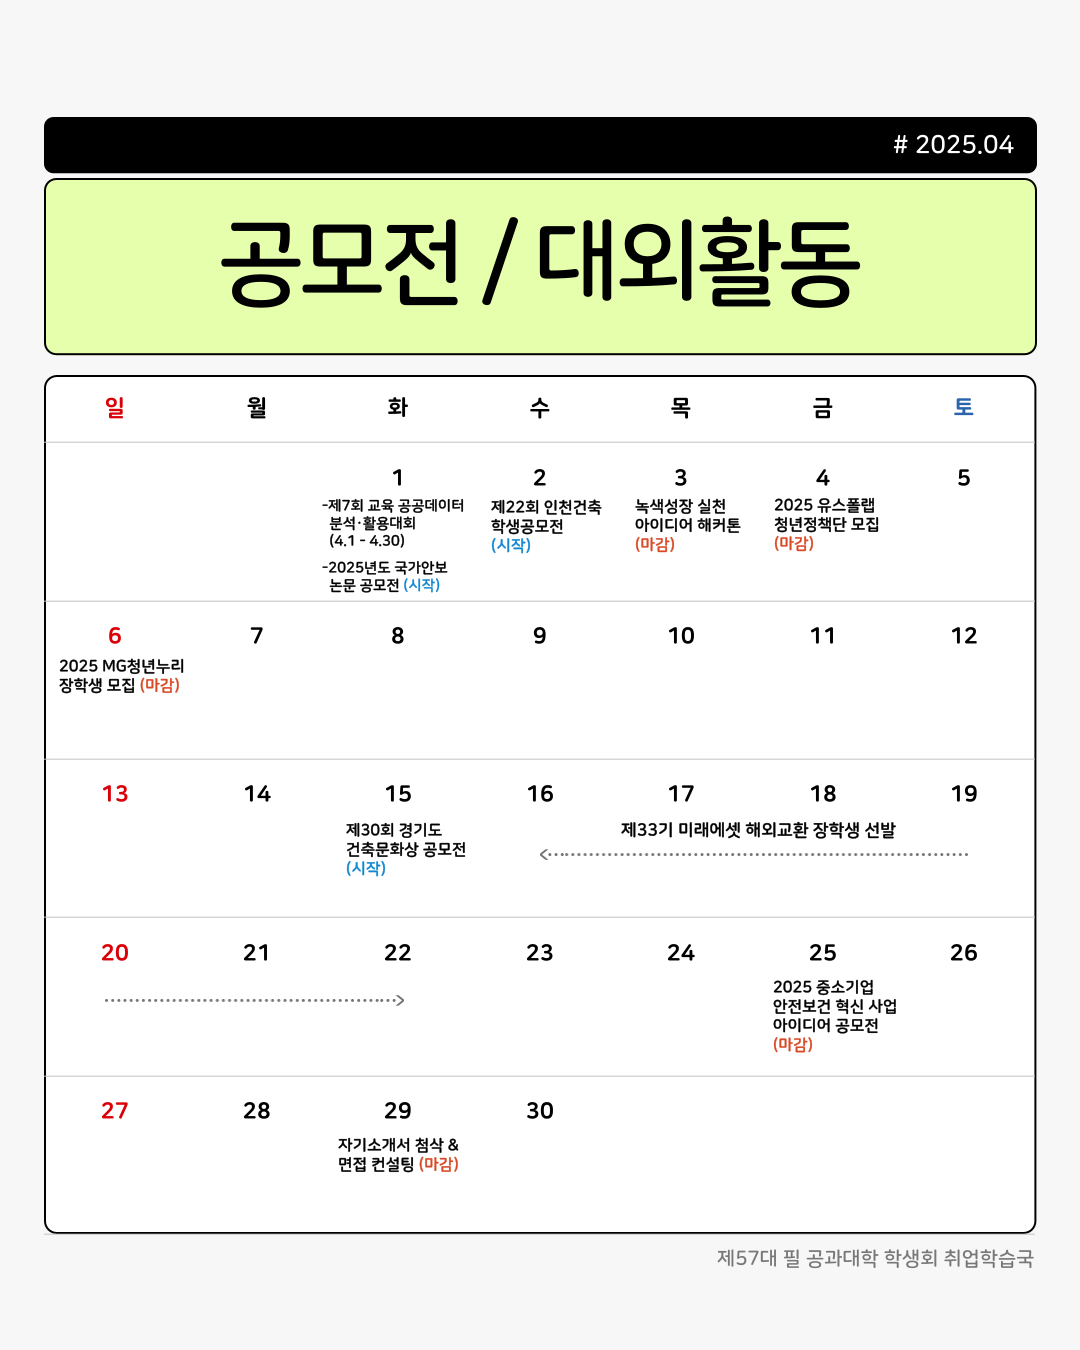 # 2025.04
공모전 / 대외활동
일 월 화 수 목 금 토
1 2 3 4 5
-제7회 교육 공공데이터
분석·활용대회
(4.1 - 4.30)
-2025년도 국가안보
논문 공모전 (시작)
제22회 인천건축
학생공모전
(시작)
녹색성장 실천
아이디어 해커톤
(마감)
2025 유스폴랩
청년정책단 모집
(마감)
6 7 8 9 10 11 12
2025 MG청년누리
장학생 모집 (마감)
13 14 15 16 17 18 19
제30회 경기도
건축문화상 공모전
(시작)
제33기 미래에셋 해외교환 장학생 선발
20 21 22 23 24 25 26
2025 중소기업
안전보건 혁신 사업
아이디어 공모전
(마감)
27 28 29 30
자기소개서 첨삭 &
면접 컨설팅 (마감)
제57대 필 공과대학 학생회 취업학습국